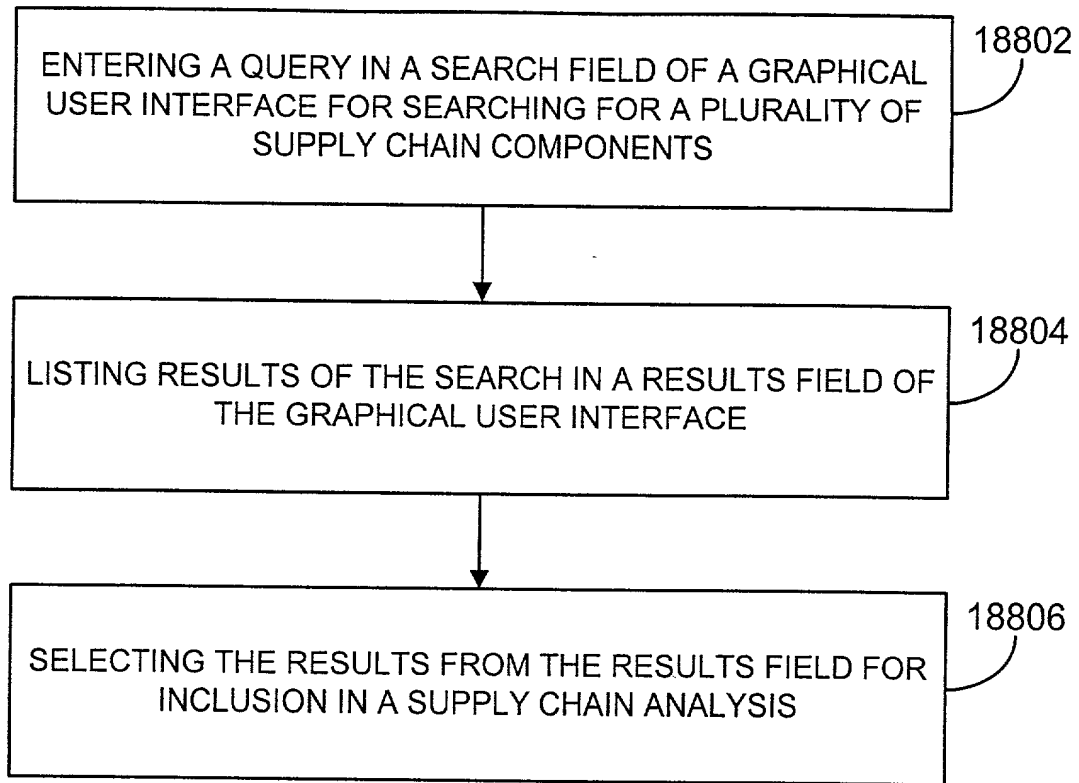 18802
ENTERING A QUERY IN A SEARCH FIELD OF A GRAPHICAL
USER INTERFACE FOR SEARCHING FOR A PLURALITY OF
SUPPLY CHAIN COMPONENTS
18804
LISTING RESULTS OF THE SEARCH IN A RESULTS FIELD OF
THE GRAPHICAL USER INTERFACE
18806
SELECTING THE RESULTS FROM THE RESULTS FIELD FOR
INCLUSION IN A SUPPLY CHAIN ANALYSIS